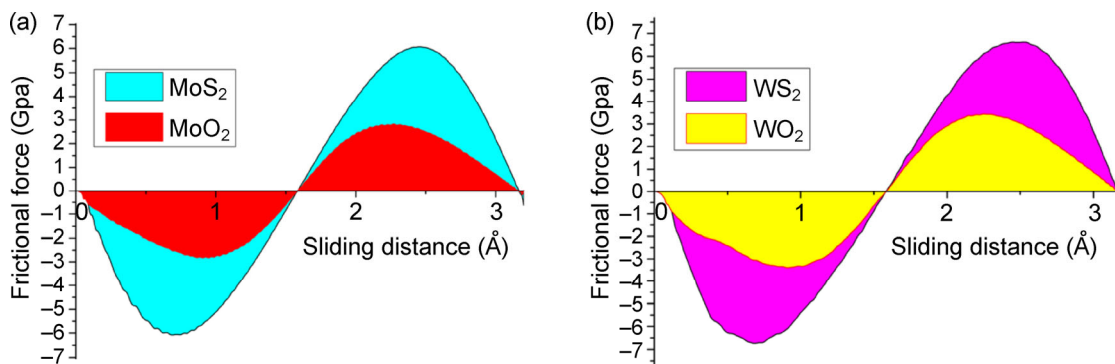 (a)
Frictional force (Gpa)
7
6
5
4
3
2
1
0
–1
–2
–3
–4
–5
–6
–7
MoS₂
MoO₂
0 1 2 3
Sliding distance (Å)
(b)
Frictional force (Gpa)
7
6
5
4
3
2
1
0
–1
–2
–3
–4
–5
–6
–7
WS₂
WO₂
0 1 2 3
Sliding distance (Å)